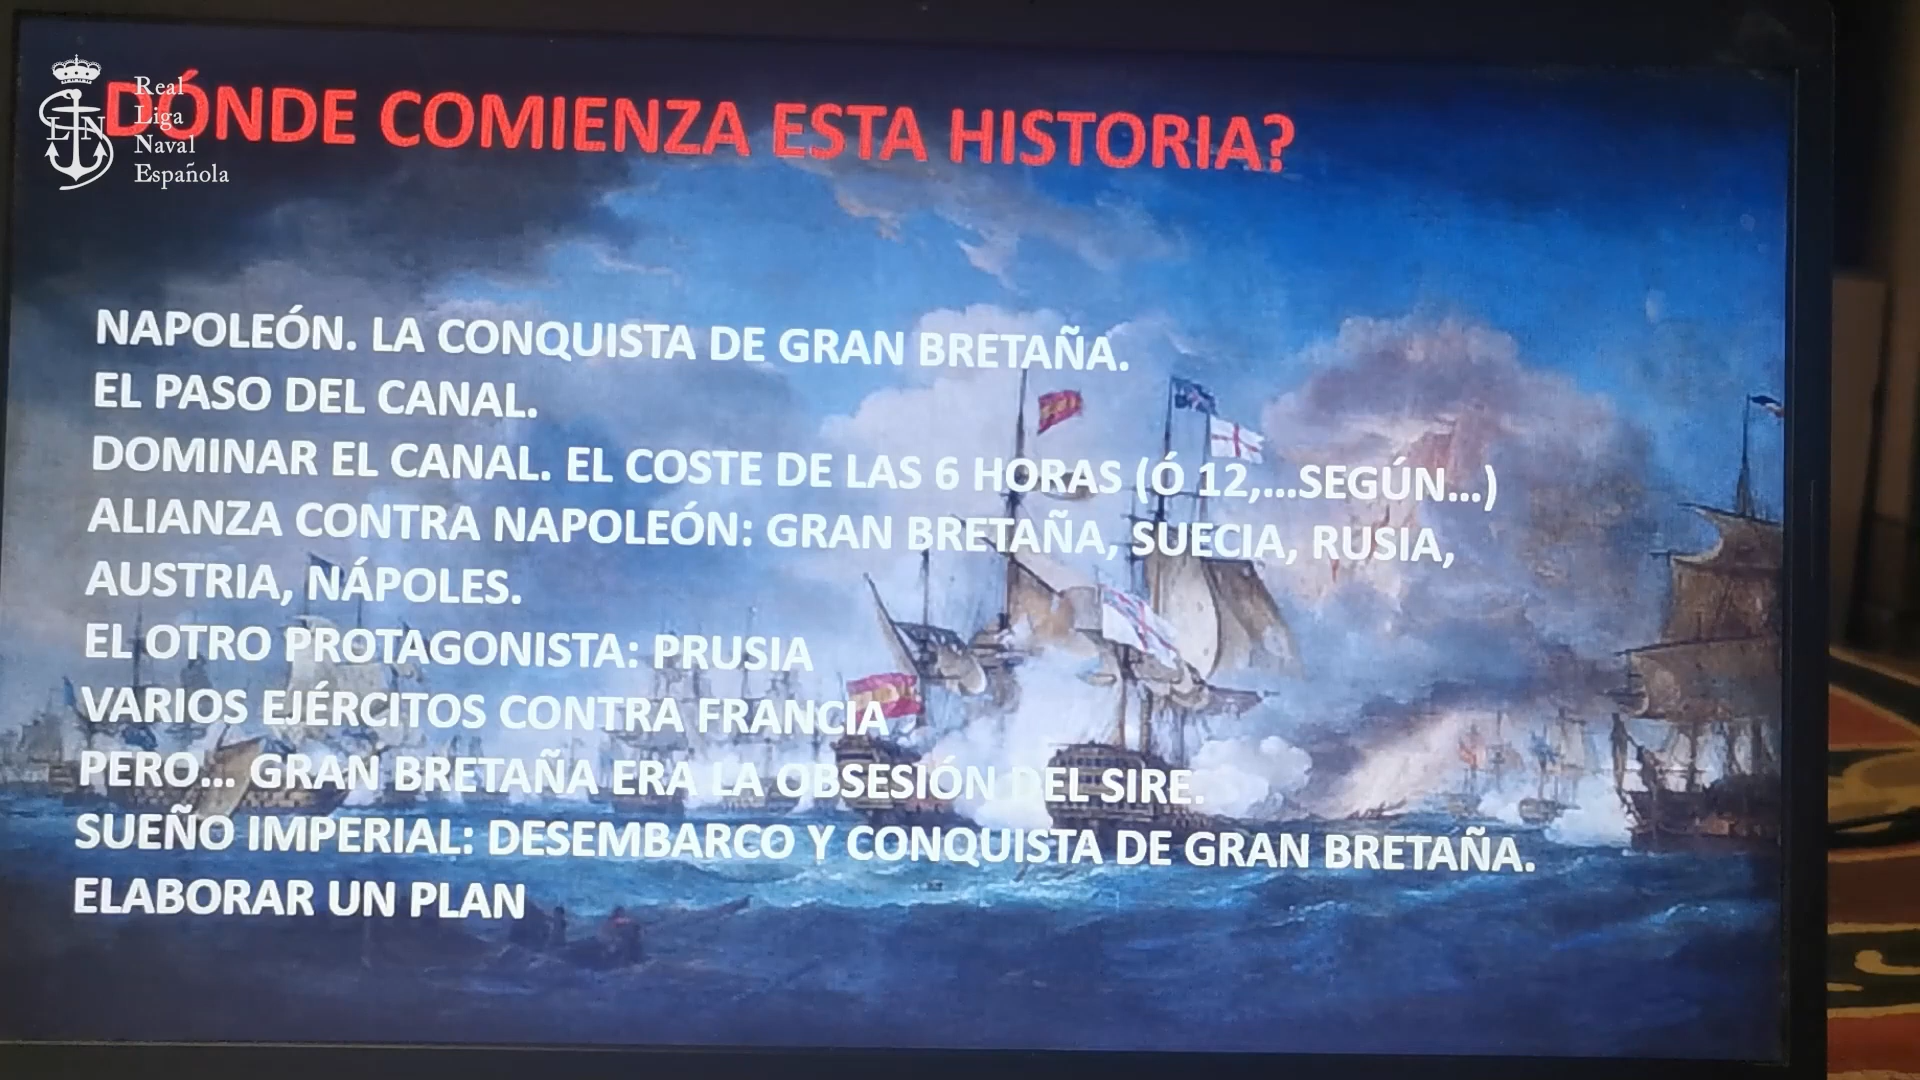 Real
Liga
Naval
Española
LN
DÓNDE COMIENZA ESTA HISTORIA?
NAPOLEÓN. LA CONQUISTA DE GRAN BRETAÑA.
EL PASO DEL CANAL.
DOMINAR EL CANAL. EL COSTE DE LAS 6 HORAS (Ó 12,...SEGÚN...)
ALIANZA CONTRA NAPOLEÓN: GRAN BRETAÑA, SUECIA, RUSIA,
AUSTRIA, NÁPOLES.
EL OTRO PROTAGONISTA: PRUSIA
VARIOS EJÉRCITOS CONTRA FRANCIA
PERO... GRAN BRETAÑA ERA LA OBSESIÓN DEL SIRE.
SUEÑO IMPERIAL: DESEMBARCO Y CONQUISTA DE GRAN BRETAÑA.
ELABORAR UN PLAN